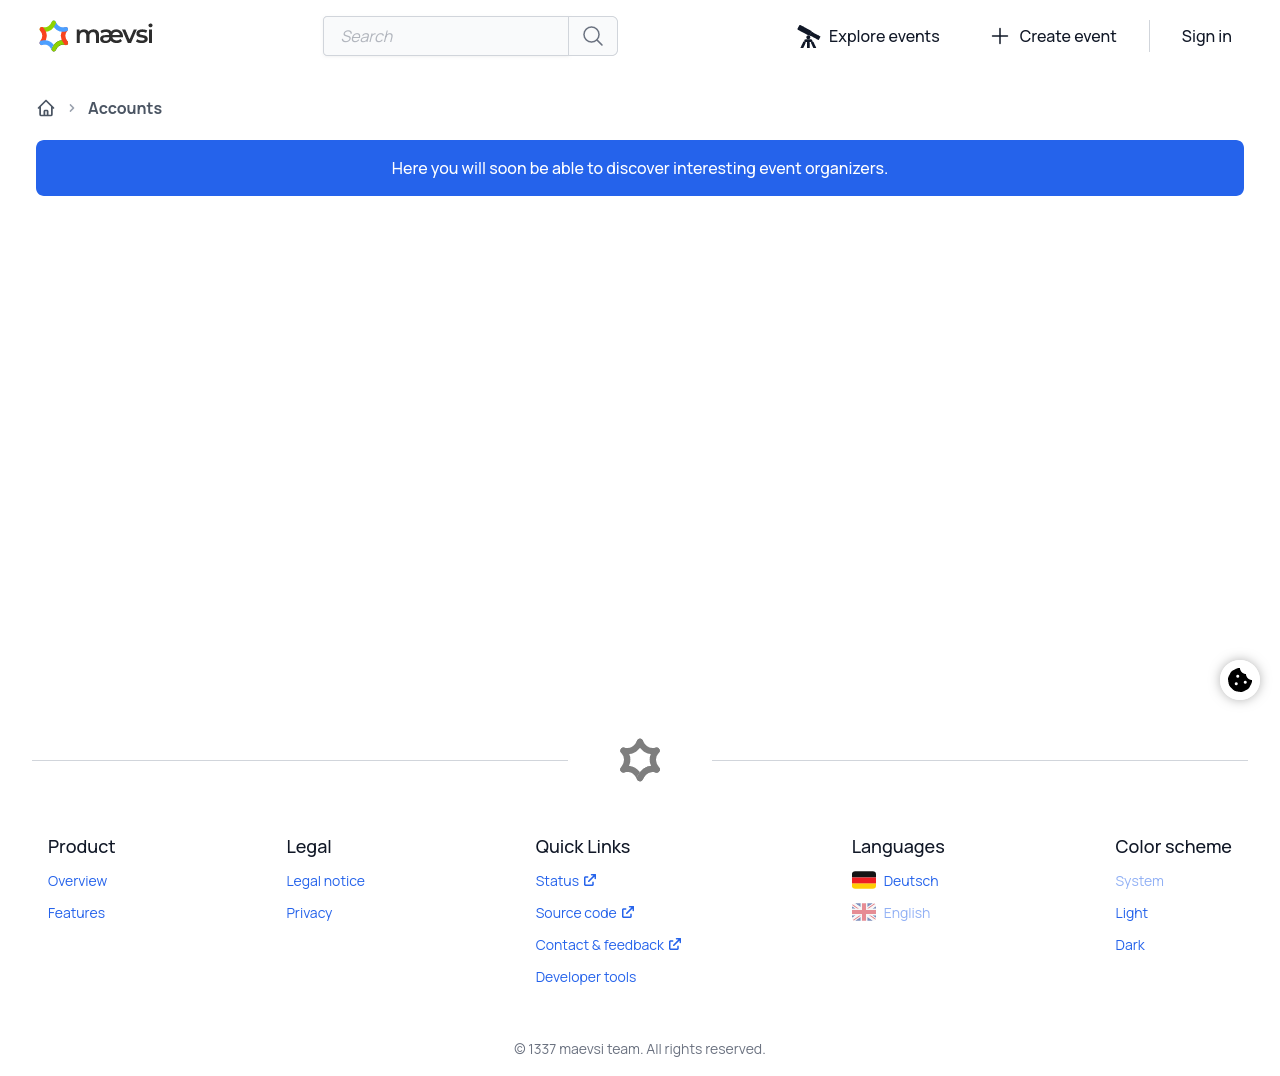 mævsi
Search
Explore events
Create event
Sign in
Accounts
Here you will soon be able to discover interesting event organizers.
Product
Overview
Features
Legal
Legal notice
Privacy
Quick Links
Status
Source code
Contact & feedback
Developer tools
Languages
Deutsch
English
Color scheme
System
Light
Dark
© 1337 maevsi team. All rights reserved.